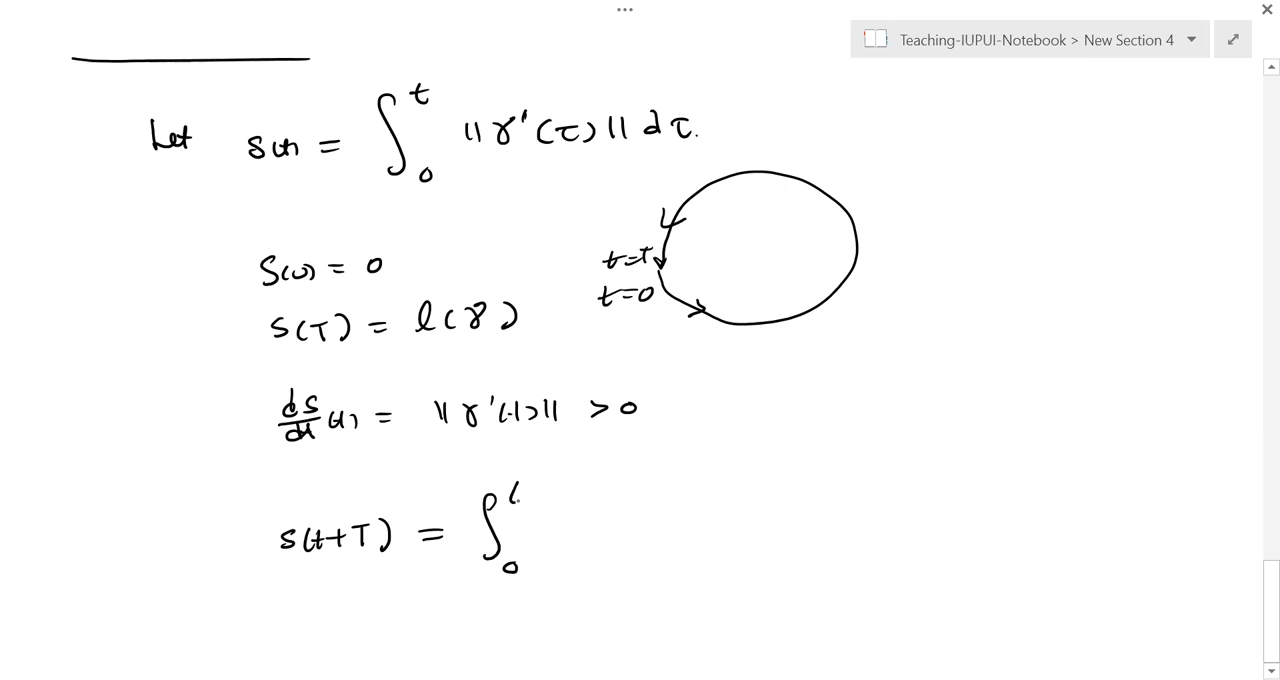 Teaching-IUPUI-Notebook > New Section 4
Let s(t) = ∫₀ᵗ ||γ'(τ)|| dτ.
t=T
S(0) = 0
t=0
S(T) = l(γ)
ds/dt (t) = ||γ'(t)|| > 0
s(t+T) = ∫₀